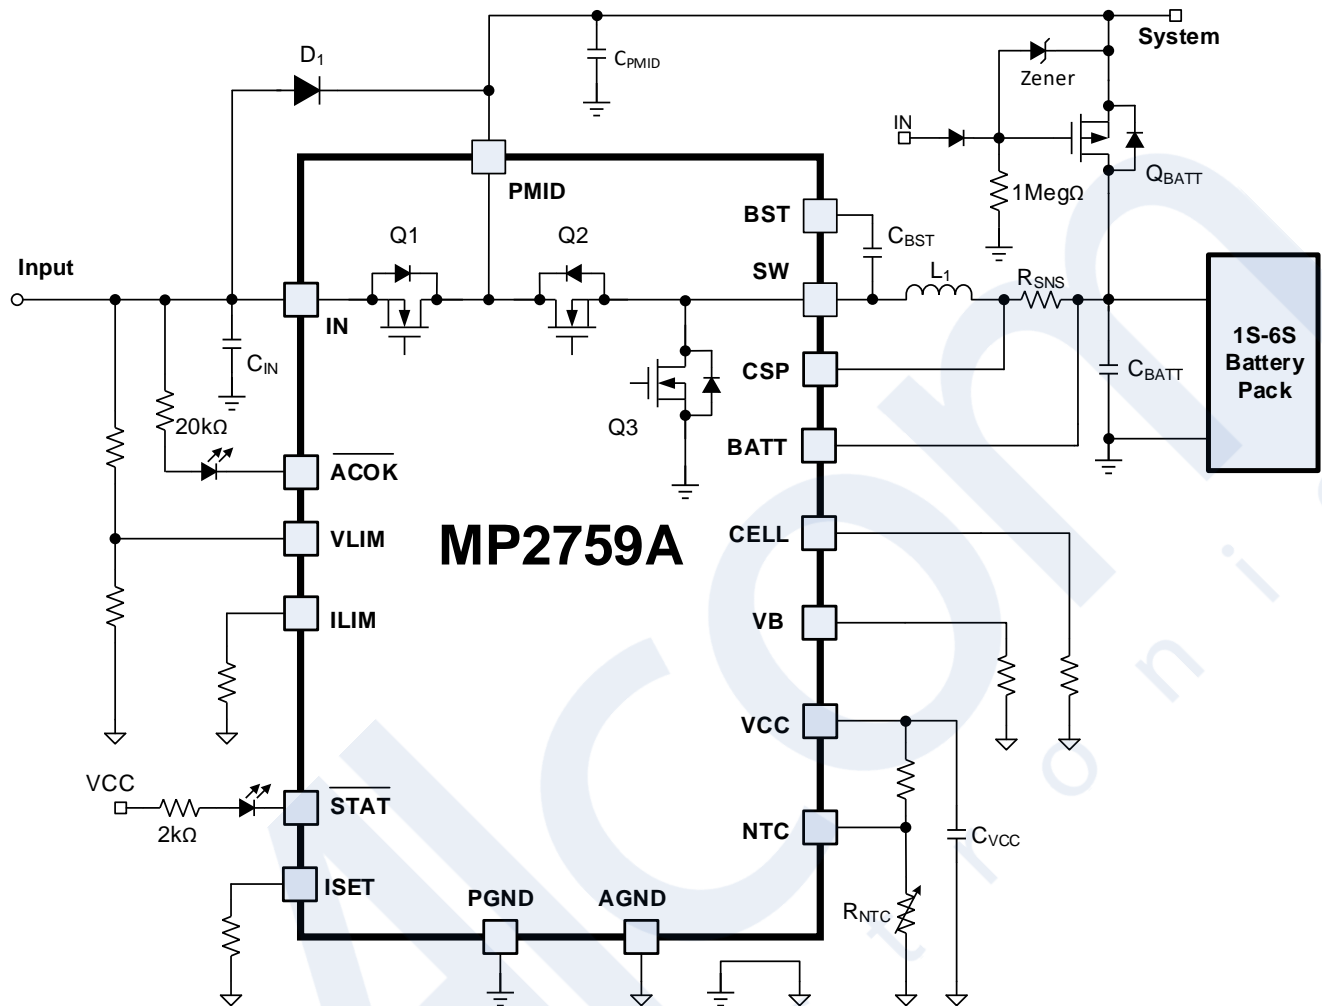 System
D1
CPMID
Zener
IN
QBATT
1MegΩ
PMID
BST
Q1
Q2
CBST
SW
L1
RSNS
Input
IN
CIN
1S-6S
Battery
Pack
CSP
CBATT
20kΩ
Q3
BATT
ACOK
VLIM
MP2759A
CELL
ILIM
VB
VCC
VCC
STAT
2kΩ
NTC
CVCC
ISET
PGND
AGND
RNTC
Alcom
tronic